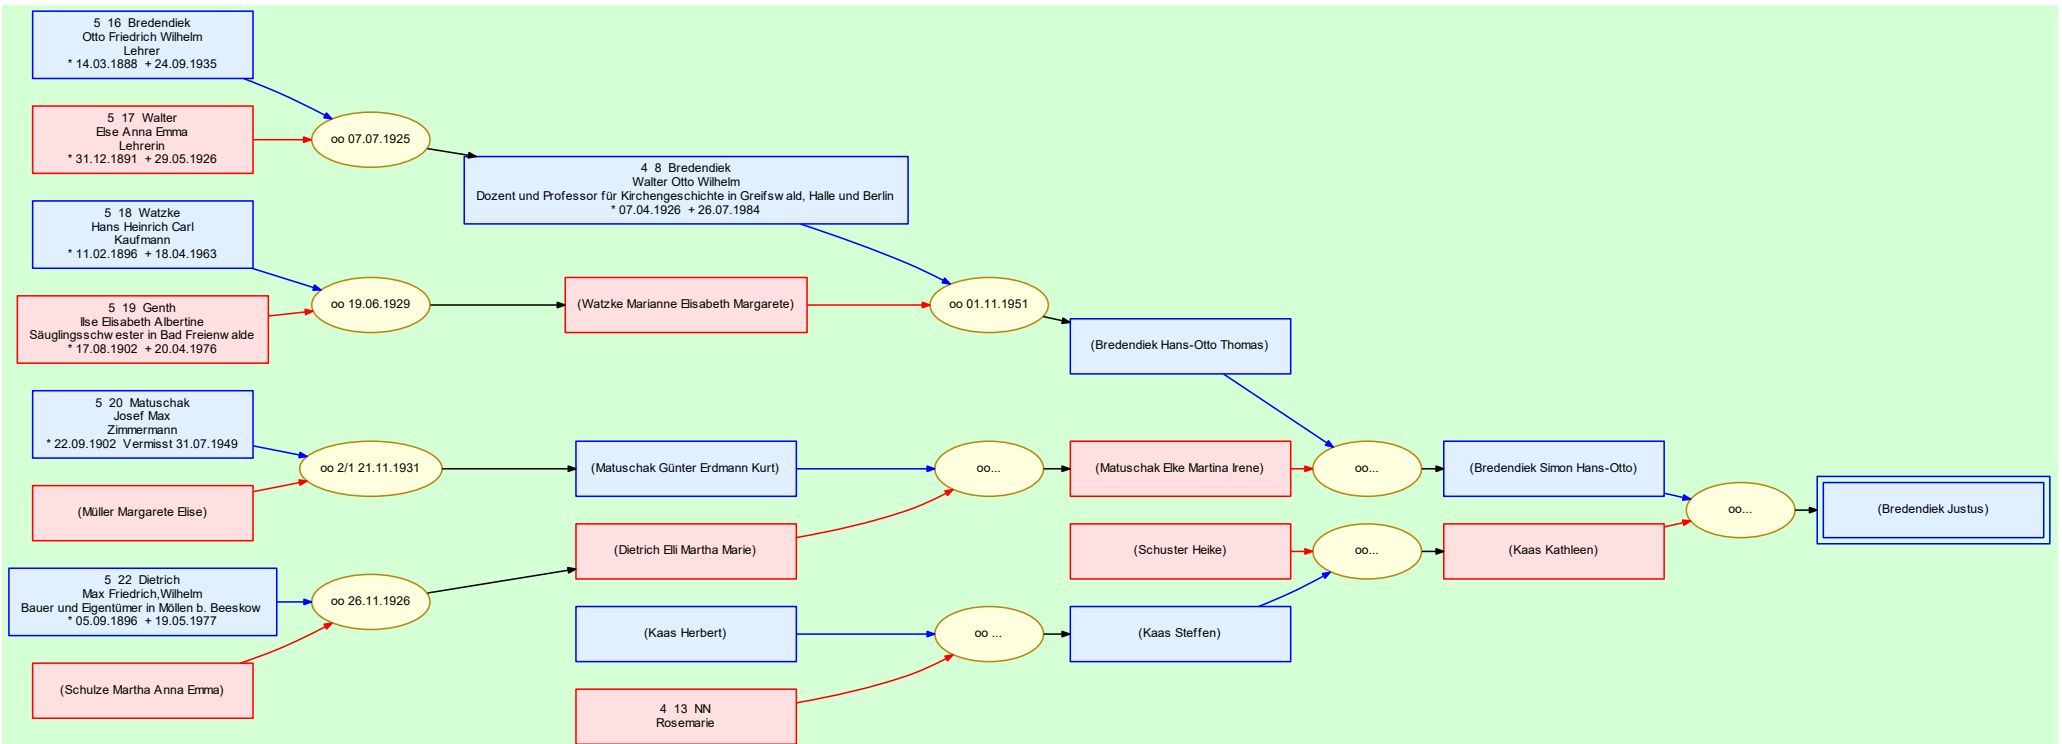 5 16 Bredendiek
Otto Friedrich Wilhelm
Lehrer
* 14.03.1888 + 24.09.1935
5 17 Walter
Else Anna Emma
Lehrerin
* 31.12.1891 + 29.05.1926
oo 07.07.1925
4 8 Bredendiek
Walter Otto Wilhelm
Dozent und Professor für Kirchengeschichte in Greifswald, Halle und Berlin
* 07.04.1926 + 26.07.1984
5 18 Watzke
Hans Heinrich Carl
Kaufmann
* 11.02.1896 + 18.04.1963
5 19 Genth
Ilse Elisabeth Albertine
Säuglingsschwester in Bad Freienwalde
* 17.08.1902 + 20.04.1976
oo 19.06.1929
(Watzke Marianne Elisabeth Margarete)
oo 01.11.1951
(Bredendiek Hans-Otto Thomas)
5 20 Matuschak
Josef Max
Zimmermann
* 22.09.1902 Vermisst 31.07.1949
(Müller Margarete Elise)
oo 2/1 21.11.1931
(Matuschak Günter Erdmann Kurt)
oo...
(Matuschak Elke Martina Irene)
oo...
(Bredendiek Simon Hans-Otto)
oo...
(Bredendiek Justus)
(Dietrich Elli Martha Marie)
(Schuster Heike)
oo...
(Kaas Kathleen)
5 22 Dietrich
Max Friedrich,Wilhelm
Bauer und Eigentümer in Möllen b. Beeskow
* 05.09.1896 + 19.05.1977
oo 26.11.1926
(Schulze Martha Anna Emma)
(Kaas Herbert)
oo ...
(Kaas Steffen)
4 13 NN
Rosemarie